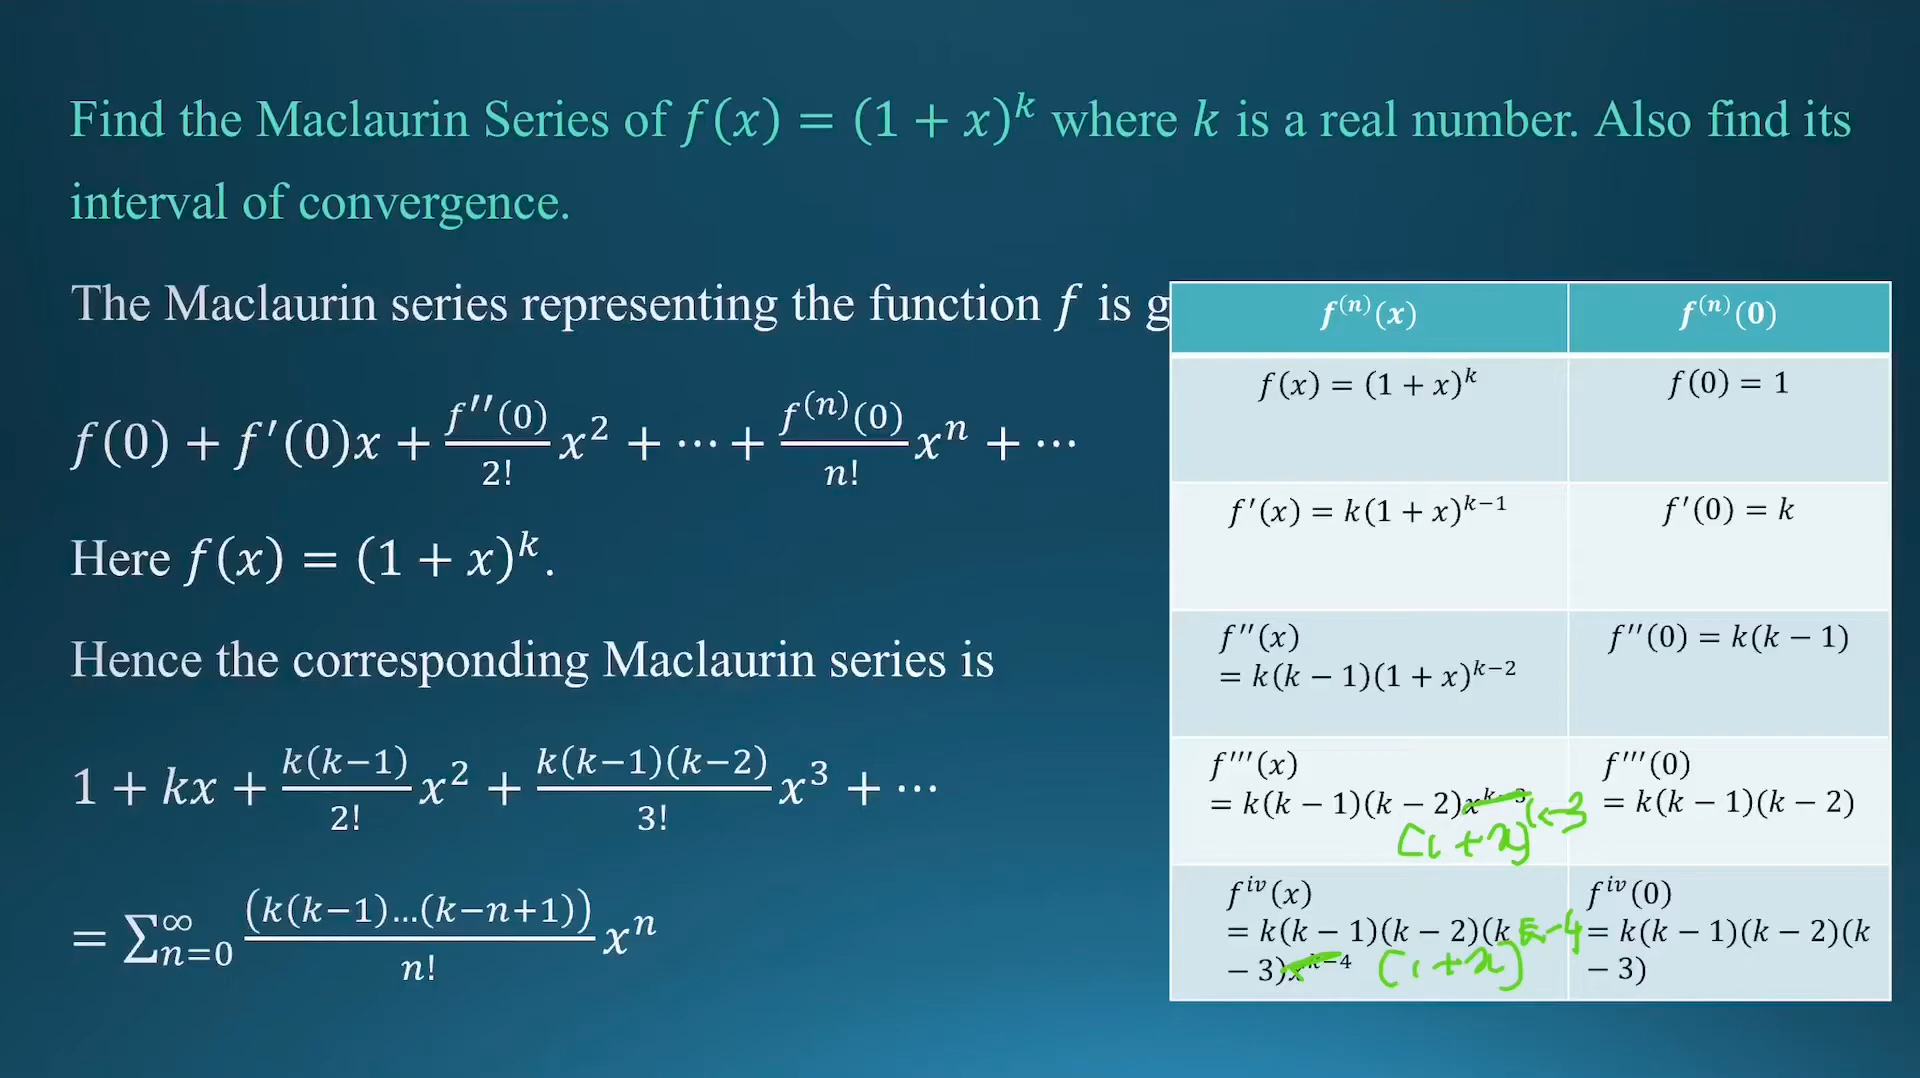 Find the Maclaurin Series of f(x) = (1 + x)^k where k is a real number. Also find its
interval of convergence.
The Maclaurin series representing the function f is g
f(0) + f′(0)x + f′′(0)/2! x^2 + ⋯ + f^(n)(0)/n! x^n + ⋯
Here f(x) = (1 + x)^k.
Hence the corresponding Maclaurin series is
1 + kx + k(k−1)/2! x^2 + k(k−1)(k−2)/3! x^3 + ⋯
= ∑_{n=0}^∞ (k(k−1)…(k−n+1))/n! x^n
f^(n)(x) f^(n)(0)
f(x) = (1 + x)^k f(0) = 1
f′(x) = k(1 + x)^{k−1} f′(0) = k
f′′(x)
= k(k − 1)(1 + x)^{k−2}
f′′(0) = k(k − 1)
f′′′(x)
= k(k − 1)(k − 2)x^{k−3}
(1 + x)^{k-3}
f′′′(0)
= k(k − 1)(k − 2)
f^{iv}(x)
= k(k − 1)(k − 2)(k
− 3)x^{k−4} (1 + x)^{k-4}
f^{iv}(0)
= k(k − 1)(k − 2)(k
− 3)